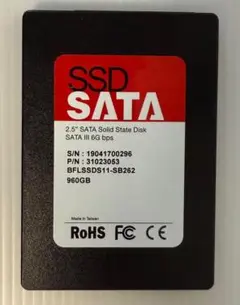 SSD
SATA
2.5" SATA Solid State Disk
SATA III 6G bps
S/N : 19041700296
P/N : 31023053
BFLSSDS11-SB262
960GB
Made in Taiwan
RoHS FC CE